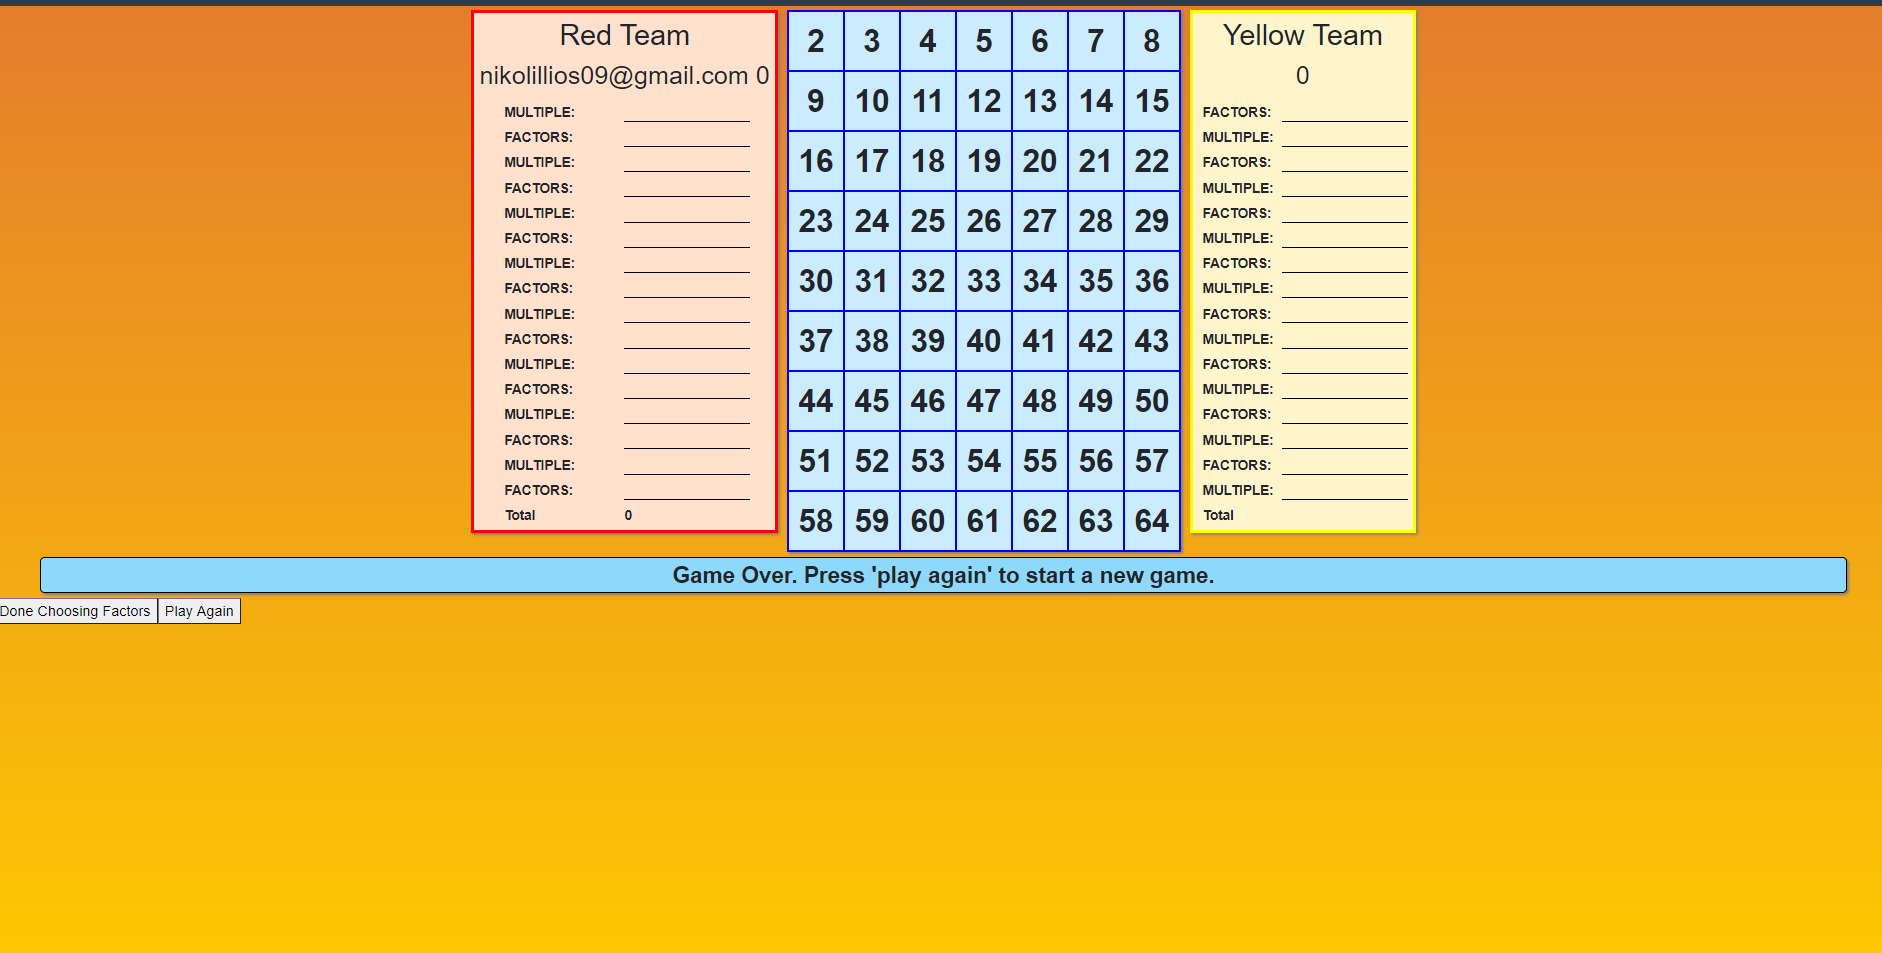 Red Team
nikolillios09@gmail.com 0
MULTIPLE:
FACTORS:
MULTIPLE:
FACTORS:
MULTIPLE:
FACTORS:
MULTIPLE:
FACTORS:
MULTIPLE:
FACTORS:
MULTIPLE:
FACTORS:
MULTIPLE:
FACTORS:
MULTIPLE:
FACTORS:
Total 0
2 3 4 5 6 7 8
9 10 11 12 13 14 15
16 17 18 19 20 21 22
23 24 25 26 27 28 29
30 31 32 33 34 35 36
37 38 39 40 41 42 43
44 45 46 47 48 49 50
51 52 53 54 55 56 57
58 59 60 61 62 63 64
Yellow Team
0
FACTORS:
MULTIPLE:
FACTORS:
MULTIPLE:
FACTORS:
MULTIPLE:
FACTORS:
MULTIPLE:
FACTORS:
MULTIPLE:
FACTORS:
MULTIPLE:
FACTORS:
MULTIPLE:
FACTORS:
MULTIPLE:
Total
Game Over. Press 'play again' to start a new game.
Done Choosing Factors Play Again